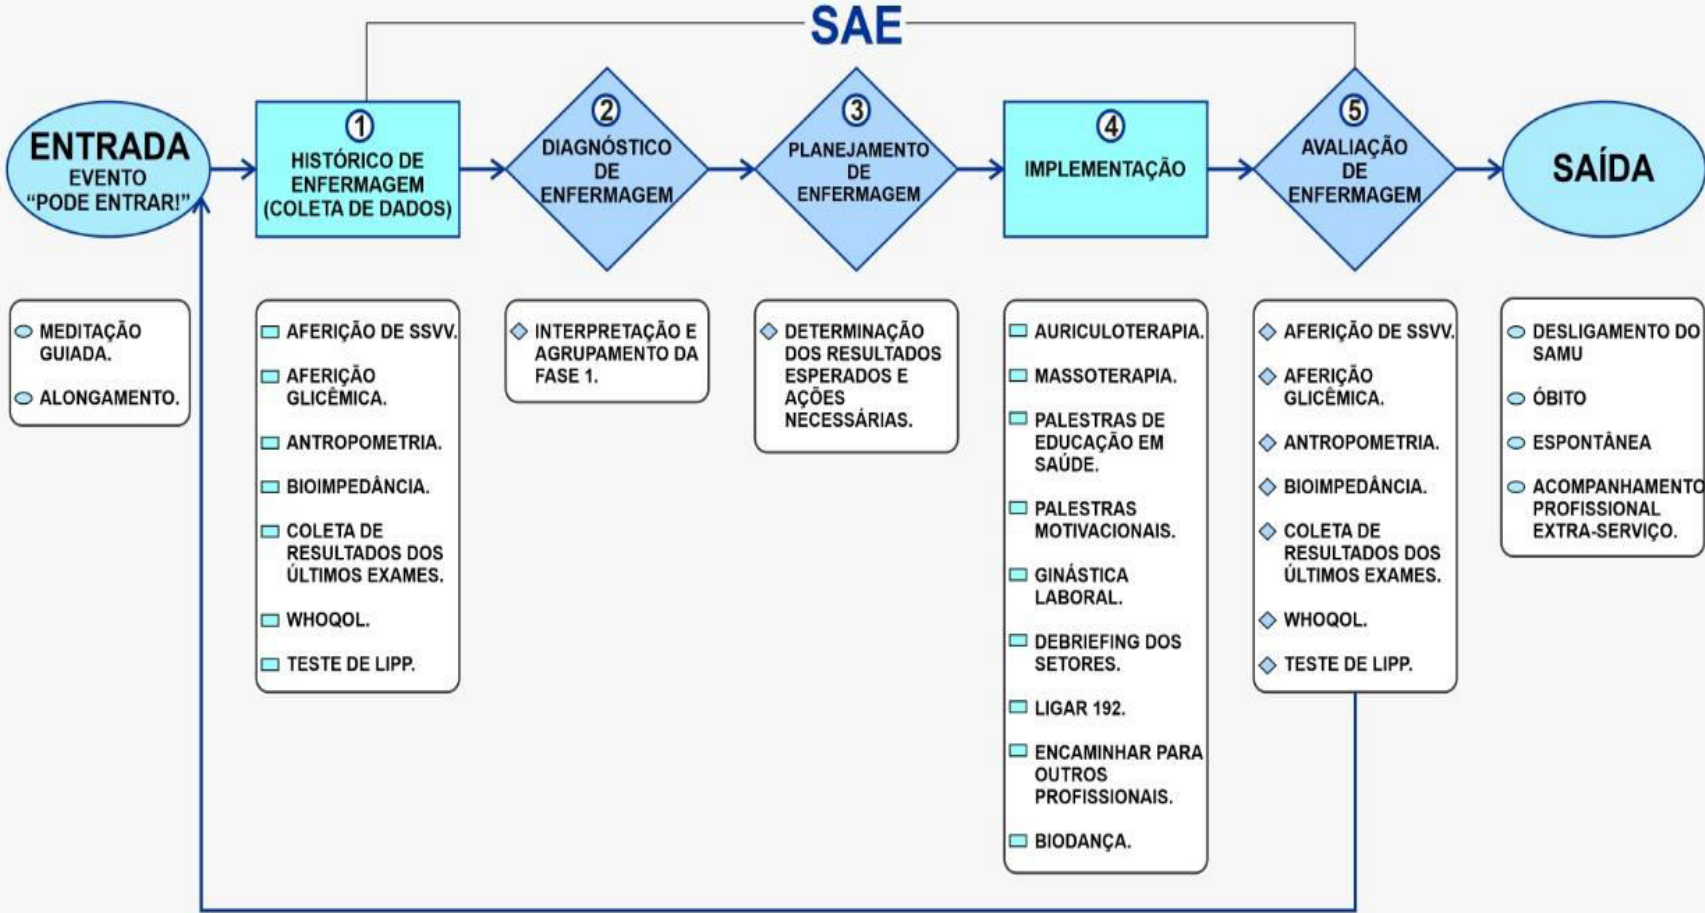 SAE
ENTRADA
EVENTO
“PODE ENTRAR!”
1
HISTÓRICO DE
ENFERMAGEM
(COLETA DE DADOS)
2
DIAGNÓSTICO
DE
ENFERMAGEM
3
PLANEJAMENTO
DE
ENFERMAGEM
4
IMPLEMENTAÇÃO
5
AVALIAÇÃO
DE
ENFERMAGEM
SAÍDA
MEDITAÇÃO
GUIADA.
ALONGAMENTO.
AFERIÇÃO DE SSVV.
AFERIÇÃO
GLICÊMICA.
ANTROPOMETRIA.
BIOIMPEDÂNCIA.
COLETA DE
RESULTADOS DOS
ÚLTIMOS EXAMES.
WHOQOL.
TESTE DE LIPP.
INTERPRETAÇÃO E
AGRUPAMENTO DA
FASE 1.
DETERMINAÇÃO
DOS RESULTADOS
ESPERADOS E
AÇÕES
NECESSÁRIAS.
AURICULOTERAPIA.
MASSOTERAPIA.
PALESTRAS DE
EDUCAÇÃO EM
SAÚDE.
PALESTRAS
MOTIVACIONAIS.
GINÁSTICA
LABORAL.
DEBRIEFING DOS
SETORES.
LIGAR 192.
ENCAMINHAR PARA
OUTROS
PROFISSIONAIS.
BIODANÇA.
AFERIÇÃO DE SSVV.
AFERIÇÃO
GLICÊMICA.
ANTROPOMETRIA.
BIOIMPEDÂNCIA.
COLETA DE
RESULTADOS DOS
ÚLTIMOS EXAMES.
WHOQOL.
TESTE DE LIPP.
DESLIGAMENTO DO
SAMU
ÓBITO
ESPONTÂNEA
ACOMPANHAMENTO
PROFISSIONAL
EXTRA-SERVIÇO.